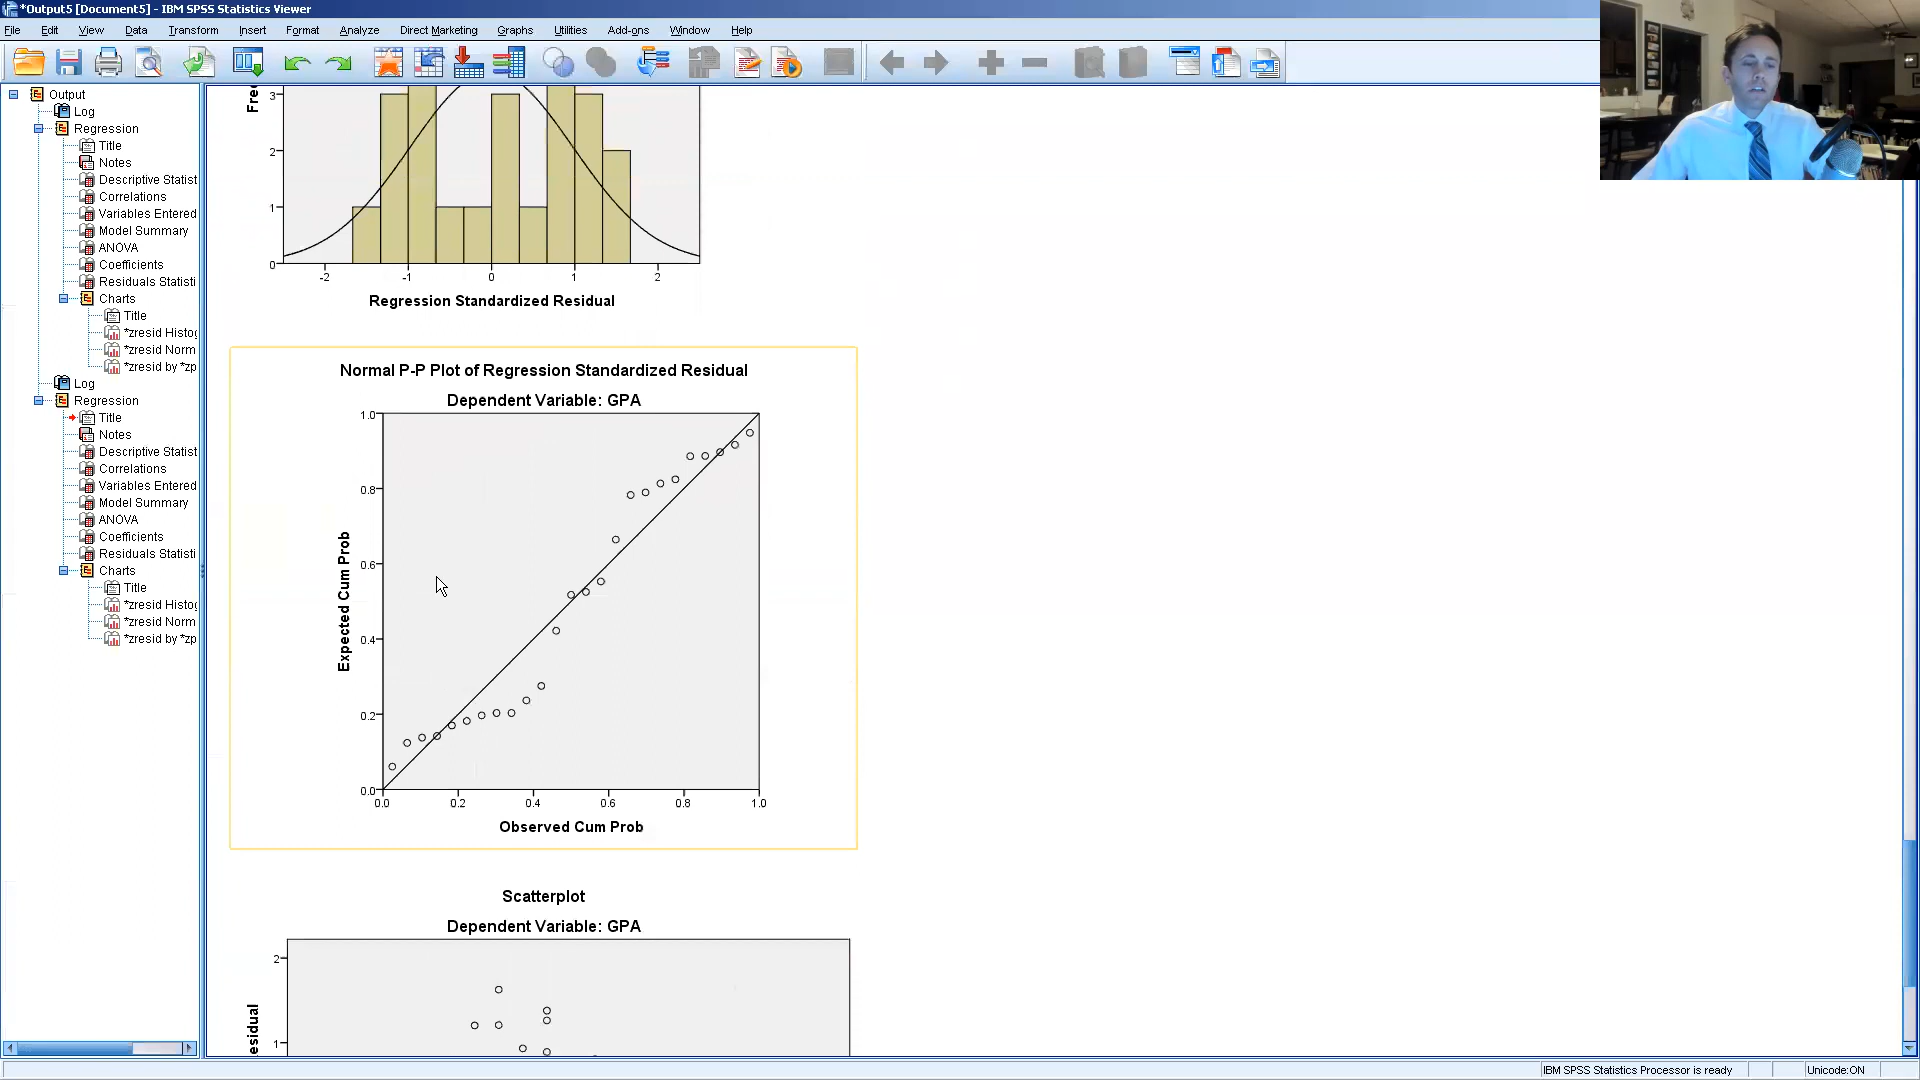 *Output5 [Document5] - IBM SPSS Statistics Viewer
File Edit View Data Transform Insert Format Analyze Direct Marketing Graphs Utilities Add-ons Window Help
Output
Log
Regression
Title
Notes
Descriptive Statist
Correlations
Variables Entered
Model Summary
ANOVA
Coefficients
Residuals Statisti
Charts
Title
*zresid Histog
*zresid Norm
*zresid by *zp
Log
Regression
Title
Notes
Descriptive Statist
Correlations
Variables Entered
Model Summary
ANOVA
Coefficients
Residuals Statisti
Charts
Title
*zresid Histog
*zresid Norm
*zresid by *zp
Fre
3
2
1
0
-2 -1 0 1 2
Regression Standardized Residual
Normal P-P Plot of Regression Standardized Residual
Dependent Variable: GPA
1.0
0.8
0.6
0.4
0.2
0.0
Expected Cum Prob
0.0 0.2 0.4 0.6 0.8 1.0
Observed Cum Prob
Scatterplot
Dependent Variable: GPA
2
1
esidual
IBM SPSS Statistics Processor is ready
Unicode:ON